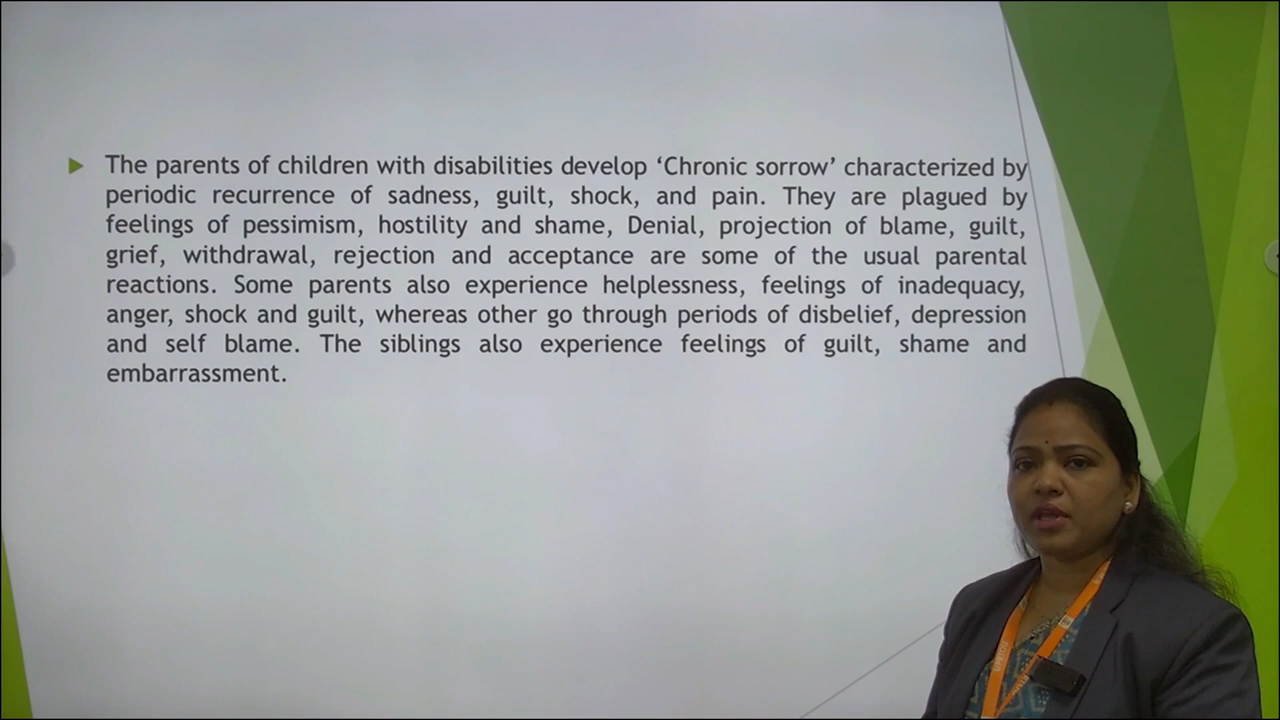 The parents of children with disabilities develop ‘Chronic sorrow’ characterized by
periodic recurrence of sadness, guilt, shock, and pain. They are plagued by
feelings of pessimism, hostility and shame, Denial, projection of blame, guilt,
grief, withdrawal, rejection and acceptance are some of the usual parental
reactions. Some parents also experience helplessness, feelings of inadequacy,
anger, shock and guilt, whereas other go through periods of disbelief, depression
and self blame. The siblings also experience feelings of guilt, shame and
embarrassment.